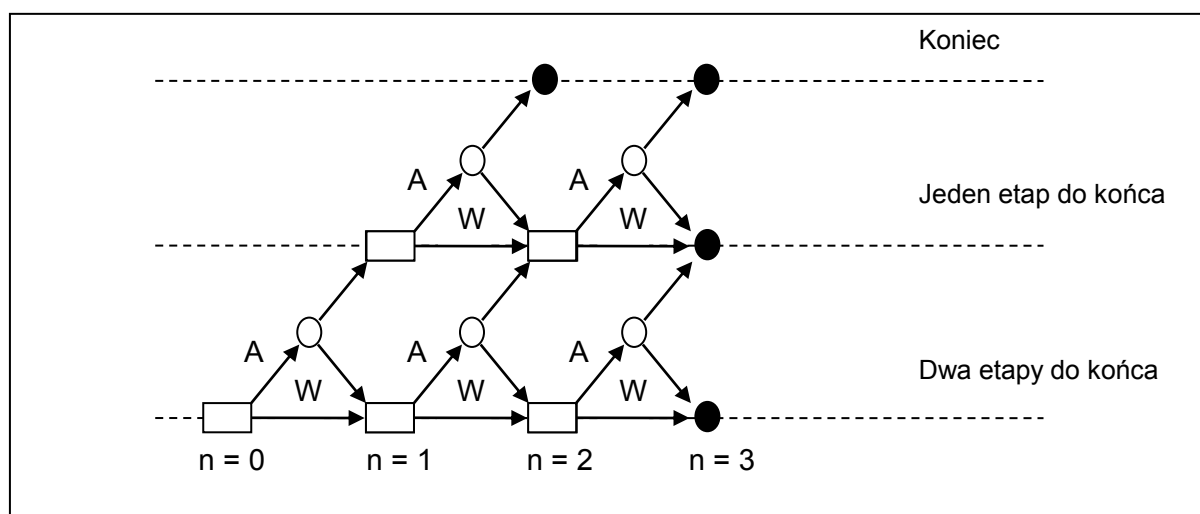 Koniec
A A
Jeden etap do końca
W W
A A A
Dwa etapy do końca
W W W
n = 0 n = 1 n = 2 n = 3